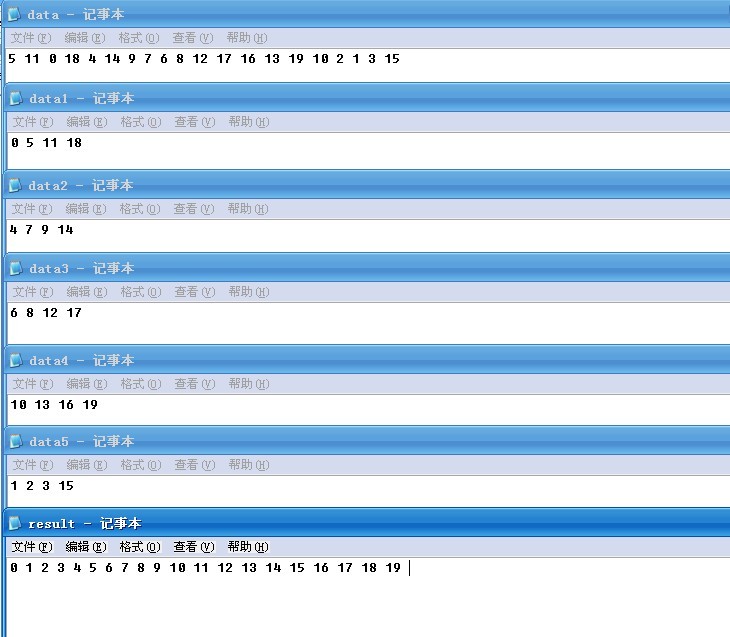 data - 记事本
文件(F) 编辑(E) 格式(O) 查看(V) 帮助(H)
5 11 0 18 4 14 9 7 6 8 12 17 16 13 19 10 2 1 3 15
data1 - 记事本
文件(F) 编辑(E) 格式(O) 查看(V) 帮助(H)
0 5 11 18
data2 - 记事本
文件(F) 编辑(E) 格式(O) 查看(V) 帮助(H)
4 7 9 14
data3 - 记事本
文件(F) 编辑(E) 格式(O) 查看(V) 帮助(H)
6 8 12 17
data4 - 记事本
文件(F) 编辑(E) 格式(O) 查看(V) 帮助(H)
10 13 16 19
data5 - 记事本
文件(F) 编辑(E) 格式(O) 查看(V) 帮助(H)
1 2 3 15
result - 记事本
文件(F) 编辑(E) 格式(O) 查看(V) 帮助(H)
0 1 2 3 4 5 6 7 8 9 10 11 12 13 14 15 16 17 18 19